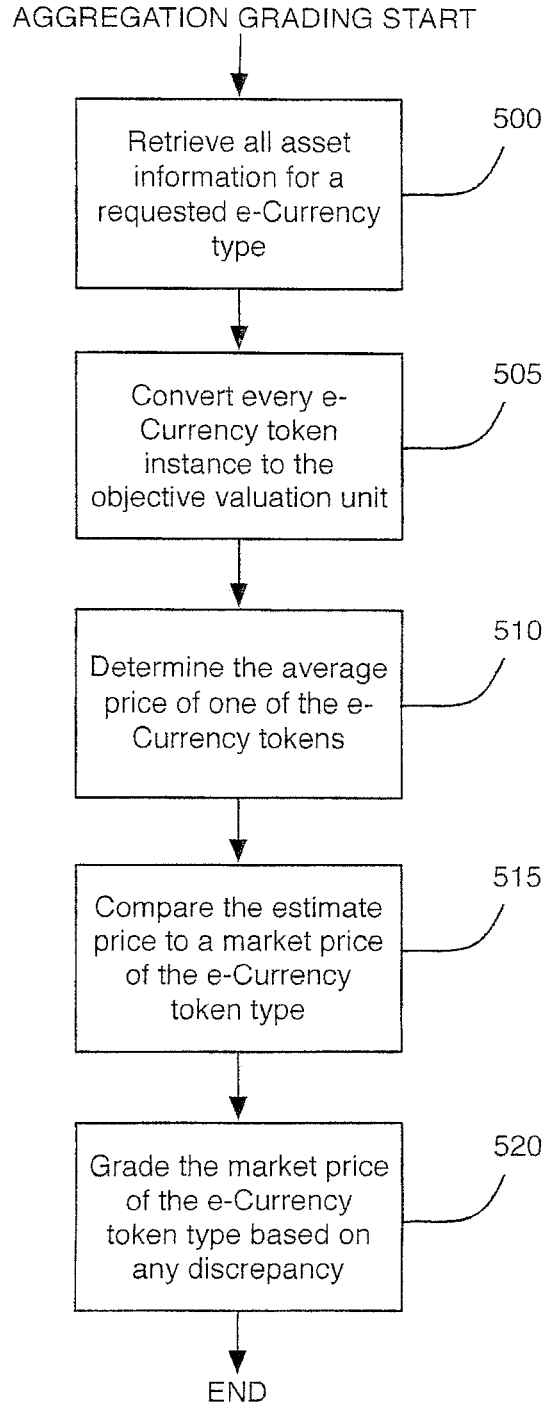 AGGREGATION GRADING START
500
Retrieve all asset
information for a
requested e-Currency
type
505
Convert every e-
Currency token
instance to the
objective valuation unit
510
Determine the average
price of one of the e-
Currency tokens
515
Compare the estimate
price to a market price
of the e-Currency
token type
520
Grade the market price
of the e-Currency
token type based on
any discrepancy
END